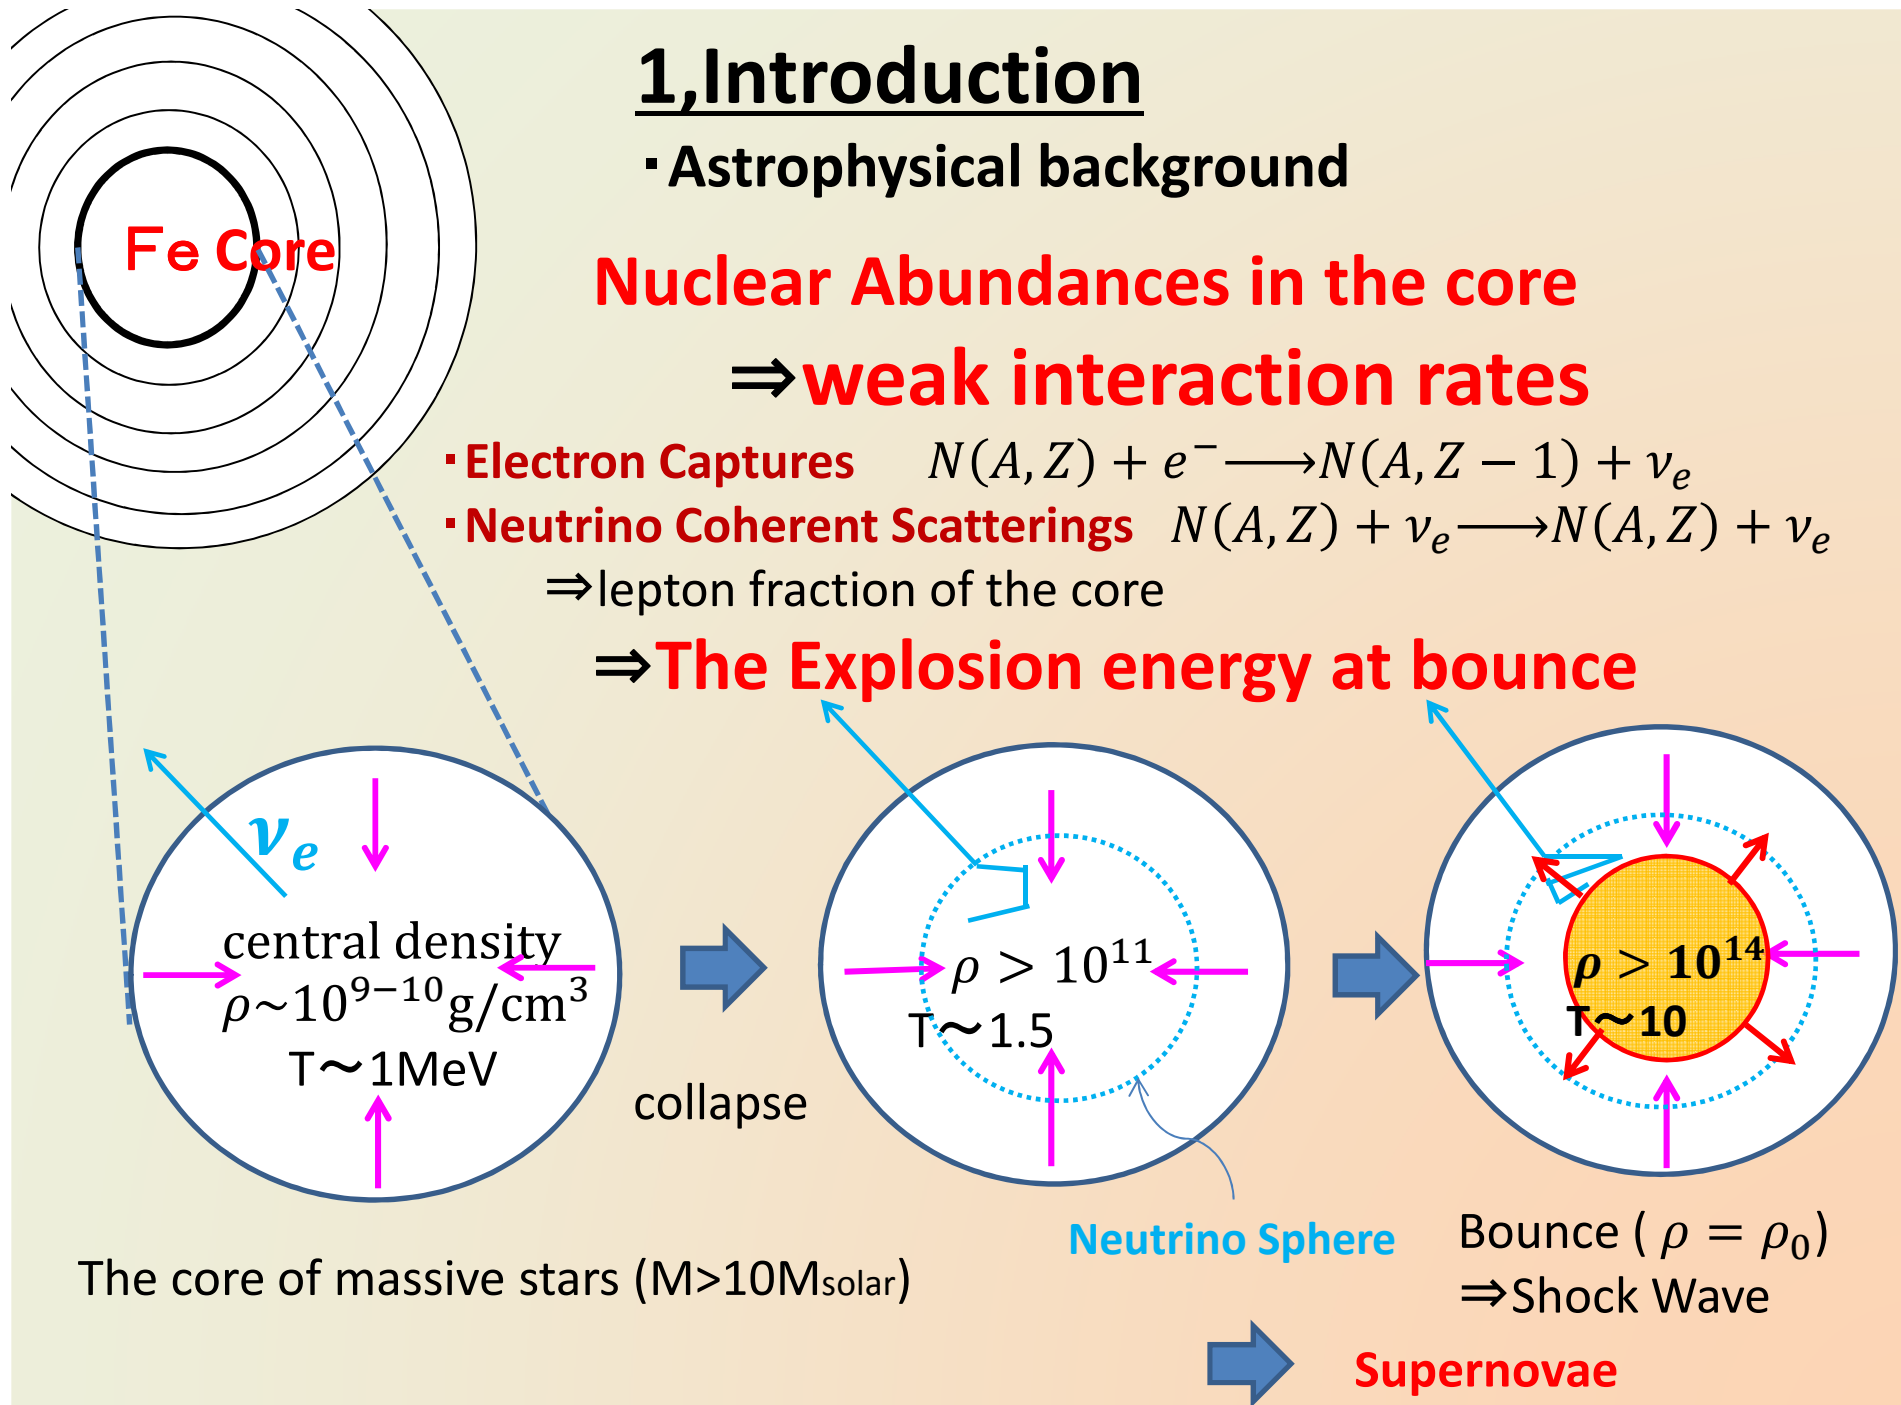 1,Introduction
・Astrophysical background
Fe Core
Nuclear Abundances in the core
⇒weak interaction rates
・Electron Captures N(A, Z) + e⁻ ⟶ N(A, Z − 1) + νₑ
・Neutrino Coherent Scatterings N(A, Z) + νₑ ⟶ N(A, Z) + νₑ
⇒lepton fraction of the core
⇒The Explosion energy at bounce
νₑ
central density
ρ~10⁹⁻¹⁰g/cm³
T～1MeV
collapse
ρ > 10¹¹
T～1.5
ρ > 10¹⁴
T～10
Neutrino Sphere
The core of massive stars (M>10Msolar)
Bounce ( ρ = ρ₀)
⇒Shock Wave
Supernovae